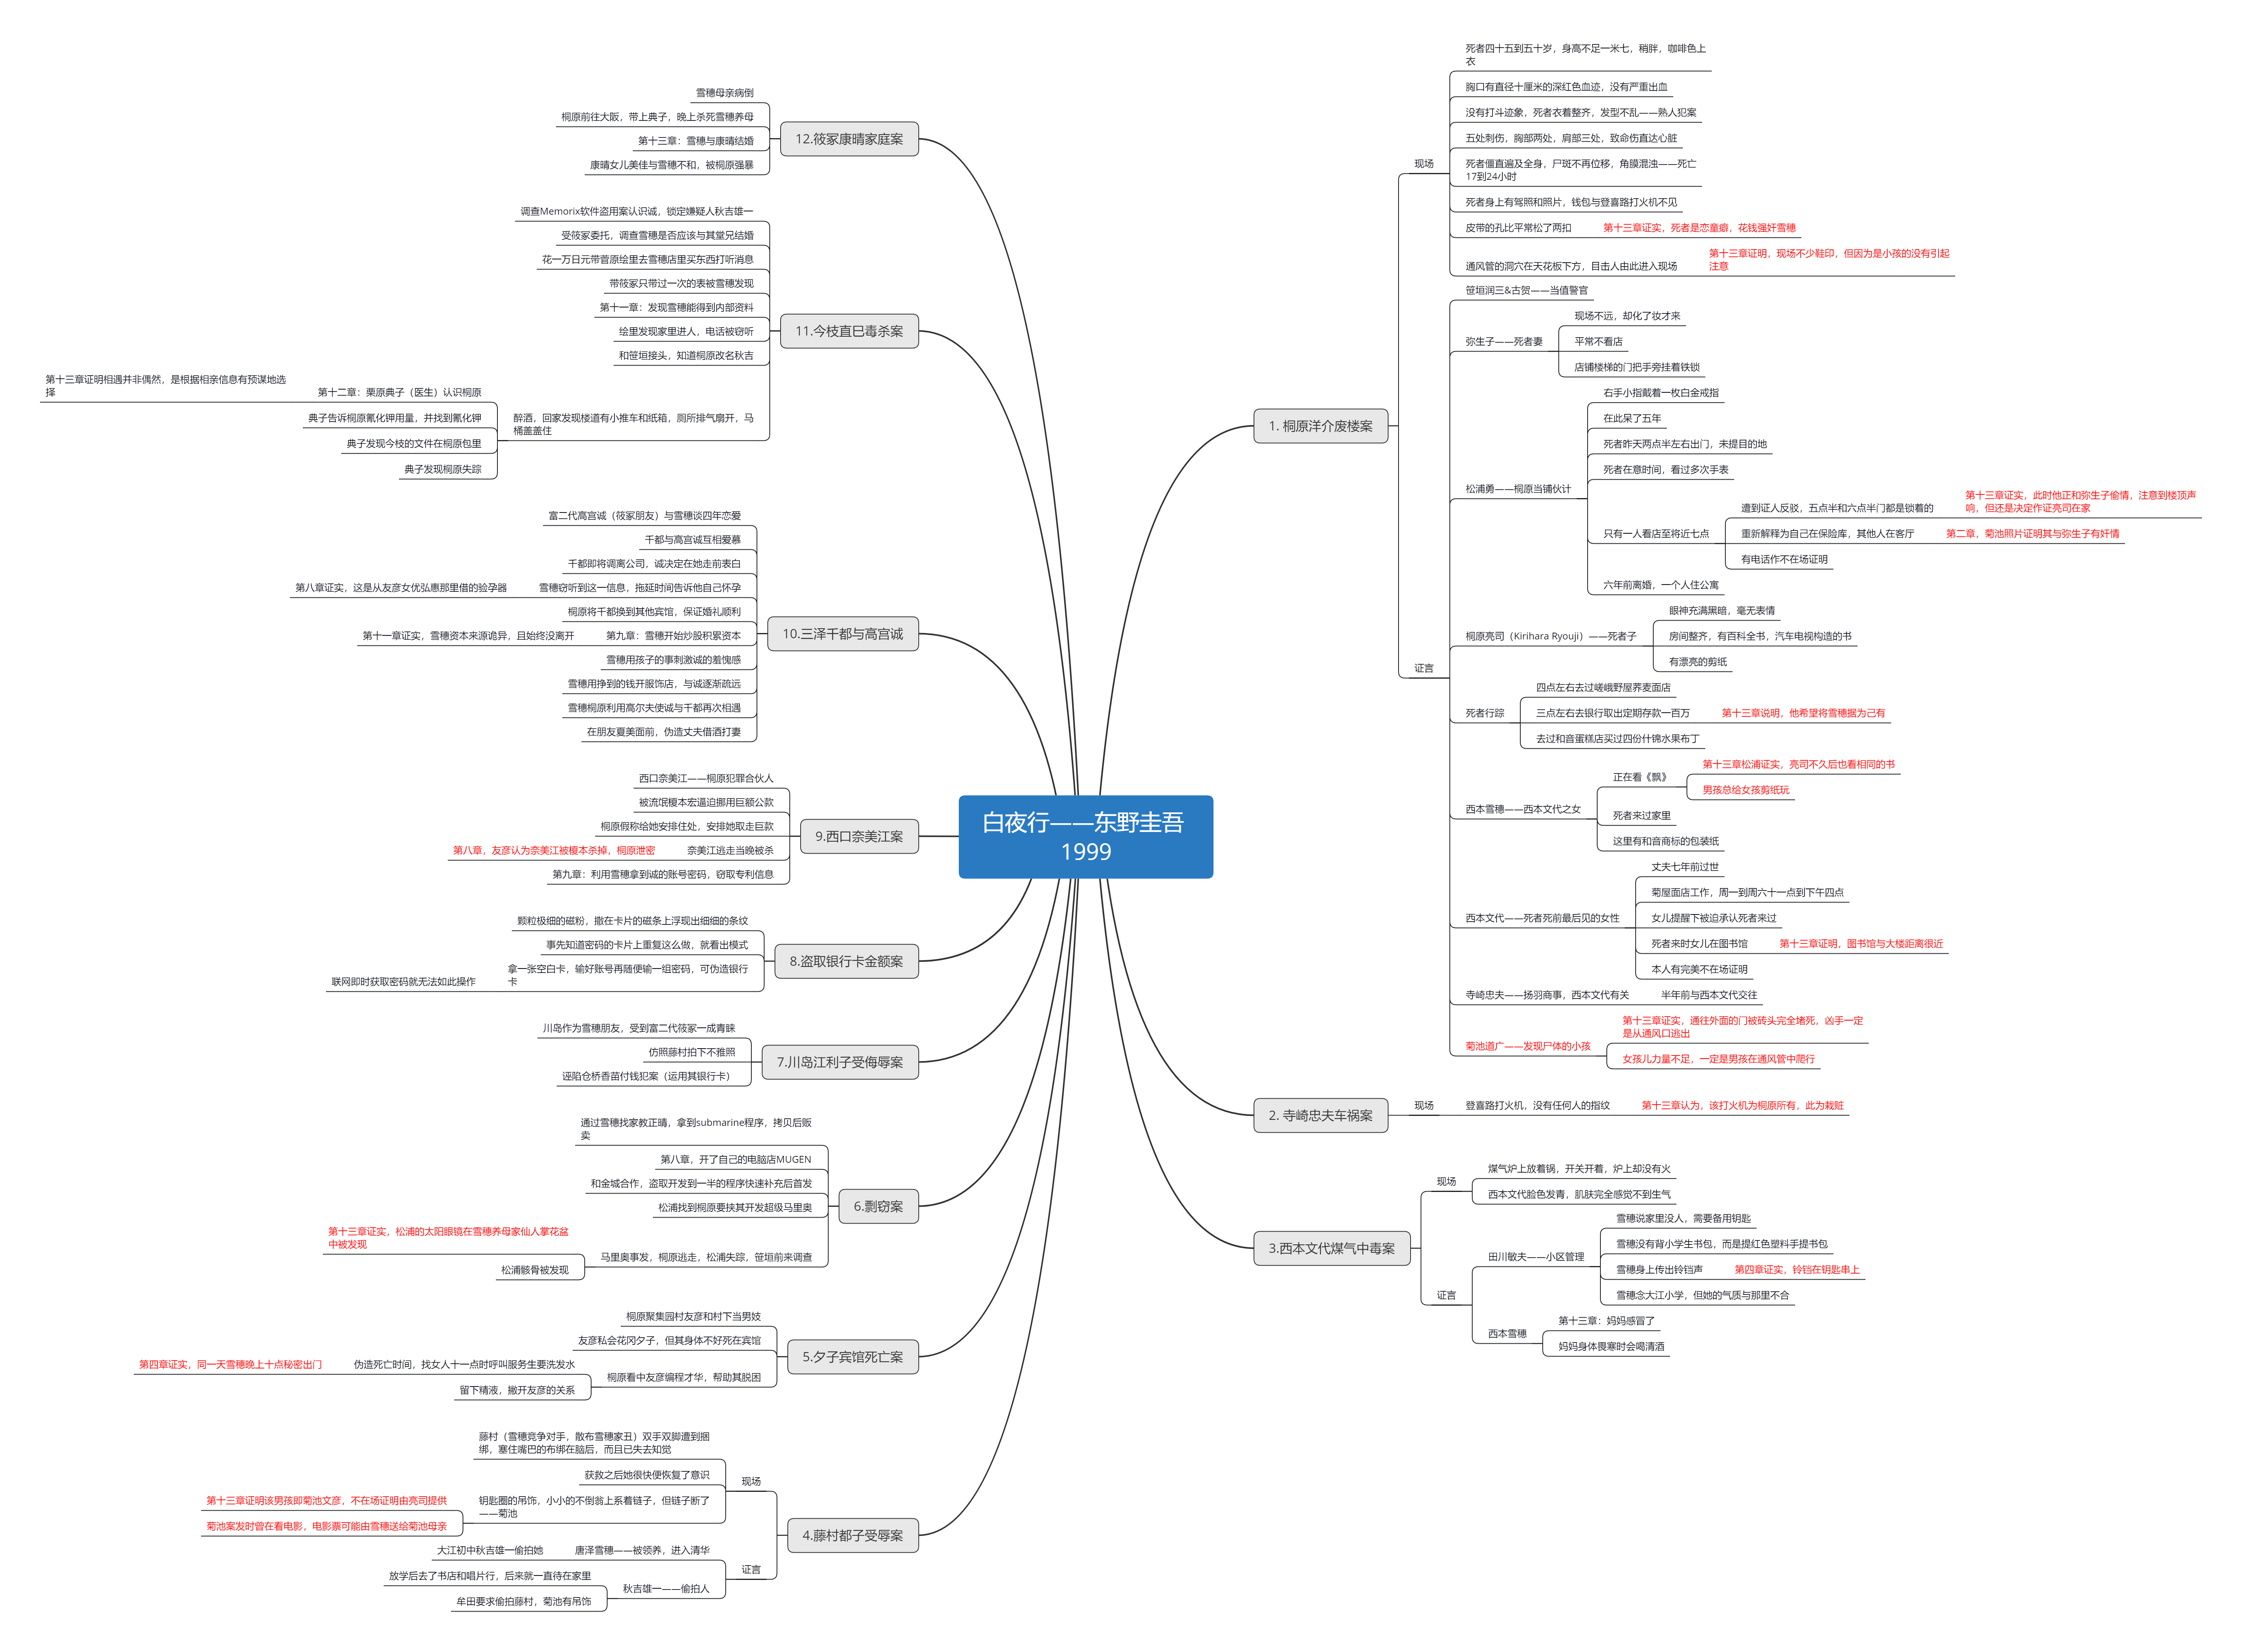 白夜行——东野圭吾
1999
1. 桐原洋介废楼案
现场
死者四十五到五十岁，身高不足一米七，稍胖，咖啡色上
衣
胸口有直径十厘米的深红色血迹，没有严重出血
没有打斗迹象，死者衣着整齐，发型不乱——熟人犯案
五处刺伤，胸部两处，肩部三处，致命伤直达心脏
死者僵直遍及全身，尸斑不再位移，角膜混浊——死亡
17到24小时
死者身上有驾照和照片，钱包与登喜路打火机不见
皮带的孔比平常松了两扣
第十三章证实，死者是恋童癖，花钱强奸雪穗
通风管的洞穴在天花板下方，目击人由此进入现场
第十三章证明，现场不少鞋印，但因为是小孩的没有引起
注意
证言
笹垣润三&古贺——当值警官
弥生子——死者妻
现场不远，却化了妆才来
平常不看店
店铺楼梯的门把手旁挂着铁锁
松浦勇——桐原当铺伙计
右手小指戴着一枚白金戒指
在此呆了五年
死者昨天两点半左右出门，未提目的地
死者在意时间，看过多次手表
只有一人看店至将近七点
遭到证人反驳，五点半和六点半门都是锁着的
第十三章证实，此时他正和弥生子偷情，注意到楼顶声
响，但还是决定作证亮司在家
重新解释为自己在保险库，其他人在客厅
第二章，菊池照片证明其与弥生子有奸情
有电话作不在场证明
六年前离婚，一个人住公寓
桐原亮司（Kirihara Ryouji）——死者子
眼神充满黑暗，毫无表情
房间整齐，有百科全书，汽车电视构造的书
有漂亮的剪纸
死者行踪
四点左右去过嵯峨野屋荞麦面店
三点左右去银行取出定期存款一百万
第十三章说明，他希望将雪穗据为己有
去过和音蛋糕店买过四份什锦水果布丁
西本雪穗——西本文代之女
正在看《飘》
第十三章松浦证实，亮司不久后也看相同的书
男孩总给女孩剪纸玩
死者来过家里
这里有和音商标的包装纸
西本文代——死者死前最后见的女性
丈夫七年前过世
菊屋面店工作，周一到周六十一点到下午四点
女儿提醒下被迫承认死者来过
死者来时女儿在图书馆
第十三章证明，图书馆与大楼距离很近
本人有完美不在场证明
寺崎忠夫——扬羽商事，西本文代有关
半年前与西本文代交往
菊池道广——发现尸体的小孩
第十三章证实，通往外面的门被砖头完全堵死，凶手一定
是从通风口逃出
女孩儿力量不足，一定是男孩在通风管中爬行
2. 寺崎忠夫车祸案
现场
登喜路打火机，没有任何人的指纹
第十三章认为，该打火机为桐原所有，此为栽赃
3.西本文代煤气中毒案
现场
煤气炉上放着锅，开关开着，炉上却没有火
西本文代脸色发青，肌肤完全感觉不到生气
证言
田川敏夫——小区管理
雪穗说家里没人，需要备用钥匙
雪穗没有背小学生书包，而是提红色塑料手提书包
雪穗身上传出铃铛声
第四章证实，铃铛在钥匙串上
雪穗念大江小学，但她的气质与那里不合
西本雪穗
第十三章：妈妈感冒了
妈妈身体畏寒时会喝清酒
12.筱冢康晴家庭案
雪穗母亲病倒
桐原前往大阪，带上典子，晚上杀死雪穗养母
第十三章：雪穗与康晴结婚
康晴女儿美佳与雪穗不和，被桐原强暴
11.今枝直巳毒杀案
调查Memorix软件盗用案认识诚，锁定嫌疑人秋吉雄一
受筱冢委托，调查雪穗是否应该与其堂兄结婚
花一万日元带菅原绘里去雪穗店里买东西打听消息
带筱冢只带过一次的表被雪穗发现
第十一章：发现雪穗能得到内部资料
绘里发现家里进人，电话被窃听
和笹垣接头，知道桐原改名秋吉
醉酒，回家发现楼道有小推车和纸箱，厕所排气扇开，马
桶盖盖住
第十二章：栗原典子（医生）认识桐原
第十三章证明相遇并非偶然，是根据相亲信息有预谋地选
择
典子告诉桐原氰化钾用量，并找到氰化钾
典子发现今枝的文件在桐原包里
典子发现桐原失踪
10.三泽千都与高宫诚
富二代高宫诚（筱冢朋友）与雪穗谈四年恋爱
千都与高宫诚互相爱慕
千都即将调离公司，诚决定在她走前表白
雪穗窃听到这一信息，拖延时间告诉他自己怀孕
第八章证实，这是从友彦女优弘惠那里借的验孕器
桐原将千都换到其他宾馆，保证婚礼顺利
第九章：雪穗开始炒股积累资本
第十一章证实，雪穗资本来源诡异，且始终没离开
雪穗用孩子的事刺激诚的羞愧感
雪穗用挣到的钱开服饰店，与诚逐渐疏远
雪穗桐原利用高尔夫使诚与千都再次相遇
在朋友夏美面前，伪造丈夫借酒打妻
9.西口奈美江案
西口奈美江——桐原犯罪合伙人
被流氓榎本宏逼迫挪用巨额公款
桐原假称给她安排住处，安排她取走巨款
奈美江逃走当晚被杀
第八章，友彦认为奈美江被榎本杀掉，桐原泄密
第九章：利用雪穗拿到诚的账号密码，窃取专利信息
8.盗取银行卡金额案
颗粒极细的磁粉，撒在卡片的磁条上浮现出细细的条纹
事先知道密码的卡片上重复这么做，就看出模式
拿一张空白卡，输好账号再随便输一组密码，可伪造银行
卡
联网即时获取密码就无法如此操作
7.川岛江利子受侮辱案
川岛作为雪穗朋友，受到富二代筱冢一成青睐
仿照藤村拍下不雅照
诬陷仓桥香苗付钱犯案（运用其银行卡）
6.剽窃案
通过雪穗找家教正晴，拿到submarine程序，拷贝后贩
卖
第八章，开了自己的电脑店MUGEN
和金城合作，盗取开发到一半的程序快速补充后首发
松浦找到桐原要挟其开发超级马里奥
马里奥事发，桐原逃走，松浦失踪，笹垣前来调查
第十三章证实，松浦的太阳眼镜在雪穗养母家仙人掌花盆
中被发现
松浦骸骨被发现
5.夕子宾馆死亡案
桐原聚集园村友彦和村下当男妓
友彦私会花冈夕子，但其身体不好死在宾馆
桐原看中友彦编程才华，帮助其脱困
伪造死亡时间，找女人十一点时呼叫服务生要洗发水
第四章证实，同一天雪穗晚上十点秘密出门
留下精液，撇开友彦的关系
4.藤村都子受辱案
现场
藤村（雪穗竞争对手，散布雪穗家丑）双手双脚遭到捆
绑，塞住嘴巴的布绑在脑后，而且已失去知觉
获救之后她很快便恢复了意识
钥匙圈的吊饰，小小的不倒翁上系着链子，但链子断了
——菊池
第十三章证明该男孩即菊池文彦，不在场证明由亮司提供
菊池案发时曾在看电影，电影票可能由雪穗送给菊池母亲
证言
唐泽雪穗——被领养，进入清华
大江初中秋吉雄一偷拍她
秋吉雄一——偷拍人
放学后去了书店和唱片行，后来就一直待在家里
牟田要求偷拍藤村，菊池有吊饰